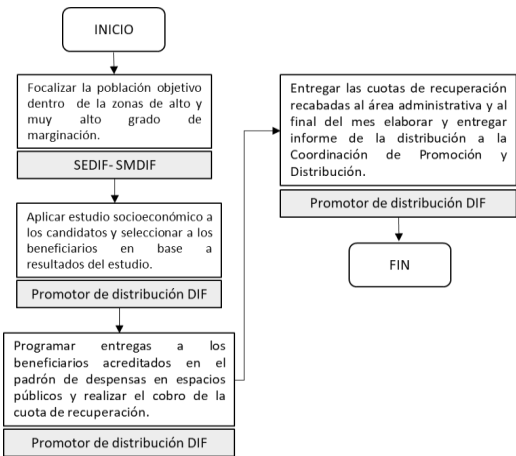 INICIO
Focalizar la población objetivo
dentro de la zonas de alto y
muy alto grado de
marginación.
SEDIF- SMDIF
Aplicar estudio socioeconómico a
los candidatos y seleccionar a los
beneficiarios en base a
resultados del estudio.
Promotor de distribución DIF
Programar entregas a los
beneficiarios acreditados en el
padrón de despensas en espacios
públicos y realizar el cobro de la
cuota de recuperación.
Promotor de distribución DIF
Entregar las cuotas de recuperación
recabadas al área administrativa y al
final del mes elaborar y entregar
informe de la distribución a la
Coordinación de Promoción y
Distribución.
Promotor de distribución DIF
FIN